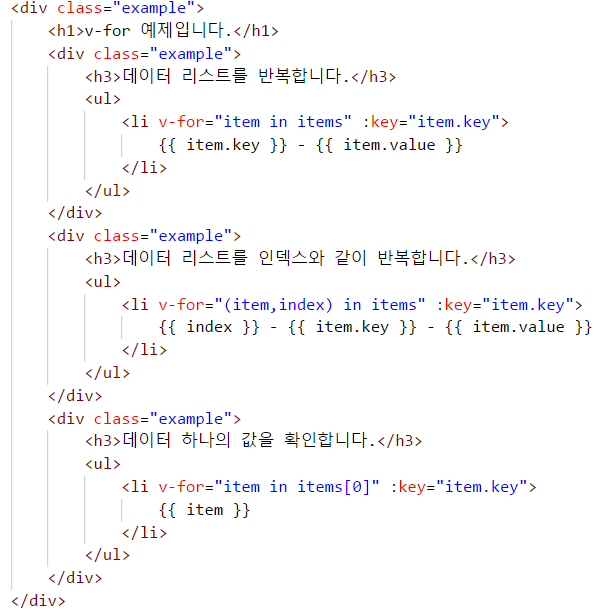 <div class="example">
    <h1>v-for 예제입니다.</h1>
    <div class="example">
        <h3>데이터 리스트를 반복합니다.</h3>
        <ul>
            <li v-for="item in items" :key="item.key">
                {{ item.key }} - {{ item.value }}
            </li>
        </ul>
    </div>
    <div class="example">
        <h3>데이터 리스트를 인덱스와 같이 반복합니다.</h3>
        <ul>
            <li v-for="(item,index) in items" :key="item.key">
                {{ index }} - {{ item.key }} - {{ item.value }}
            </li>
        </ul>
    </div>
    <div class="example">
        <h3>데이터 하나의 값을 확인합니다.</h3>
        <ul>
            <li v-for="item in items[0]" :key="item.key">
                {{ item }}
            </li>
        </ul>
    </div>
</div>